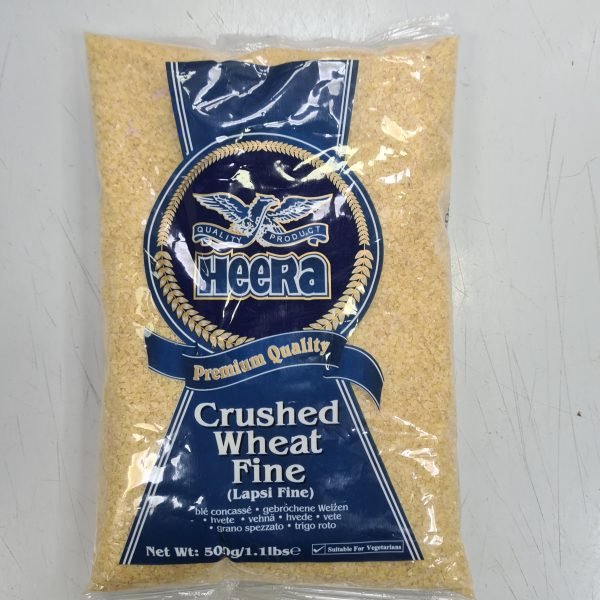 QUALITY PRODUCT
HEERA
Premium Quality
Crushed
Wheat
Fine
(Lapsi Fine)
blé concassé • gebrochene Weizen
• hvete • vehnä • hvede • vete
• grano spezzato • trigo roto
Net Wt: 500g/1.1lbs℮
Suitable For Vegetarians